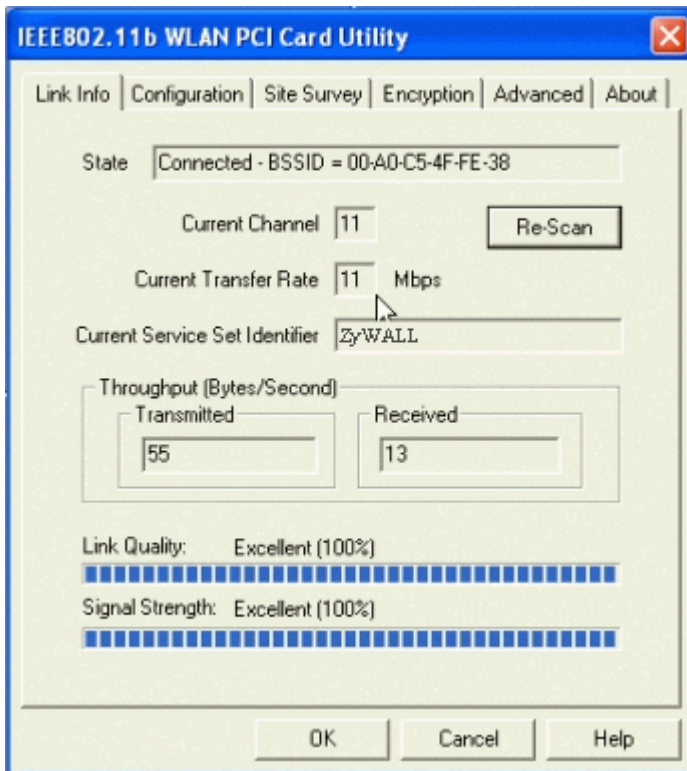 IEEE802.11b WLAN PCI Card Utility
Link Info Configuration Site Survey Encryption Advanced About
State Connected - BSSID = 00-A0-C5-4F-FE-38
Current Channel 11 Re-Scan
Current Transfer Rate 11 Mbps
Current Service Set Identifier ZyWALL
Throughput (Bytes/Second)
Transmitted Received
55 13
Link Quality: Excellent (100%)
Signal Strength: Excellent (100%)
OK Cancel Help